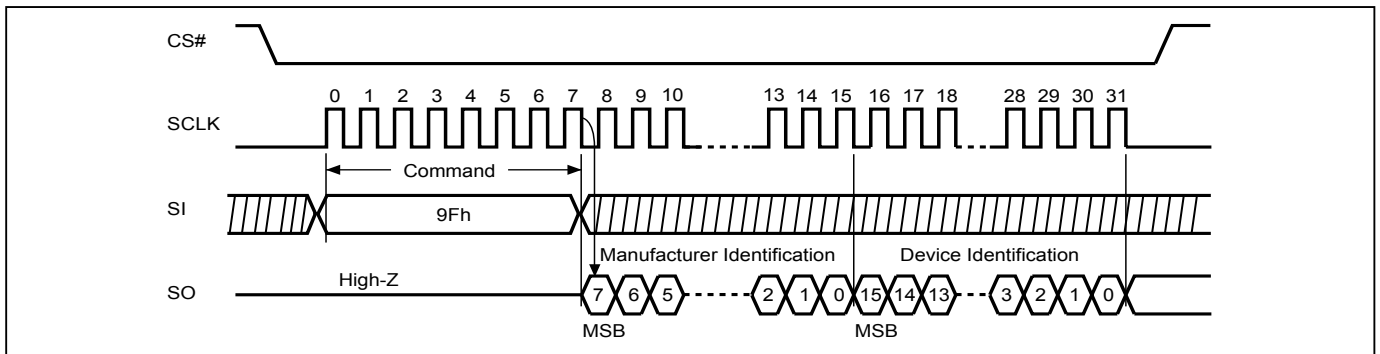 CS#
0 1 2 3 4 5 6 7 8 9 10 13 14 15 16 17 18 28 29 30 31
SCLK
Command
SI
9Fh
Manufacturer Identification Device Identification
High-Z
SO
7 6 5 2 1 0 15 14 13 3 2 1 0
MSB MSB